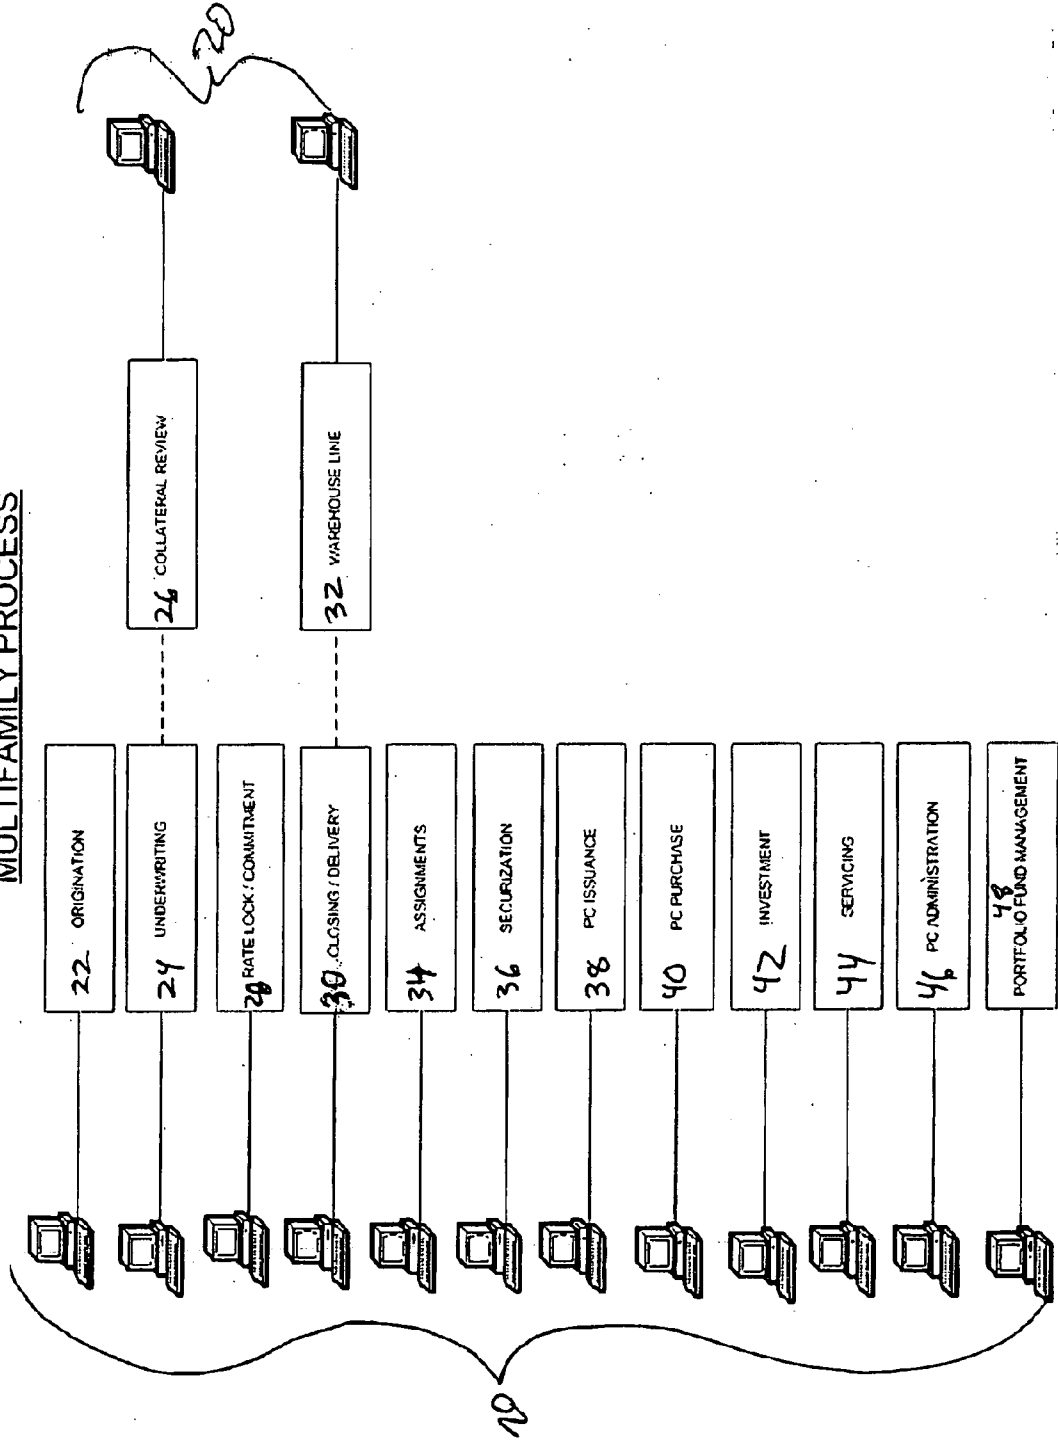 MULTIFAMILY PROCESS
20
22 ORIGINATION
24 UNDERWRITING
26 COLLATERAL REVIEW
28 RATE LOCK / COMMITMENT
30 CLOSING / DELIVERY
32 WAREHOUSE LINE
34 ASSIGNMENTS
36 SECURIZATION
38 PC ISSUANCE
40 PC PURCHASE
42 INVESTMENT
44 SERVICING
46 PC ADMINISTRATION
48
PORTFOLIO FUND MANAGEMENT
20